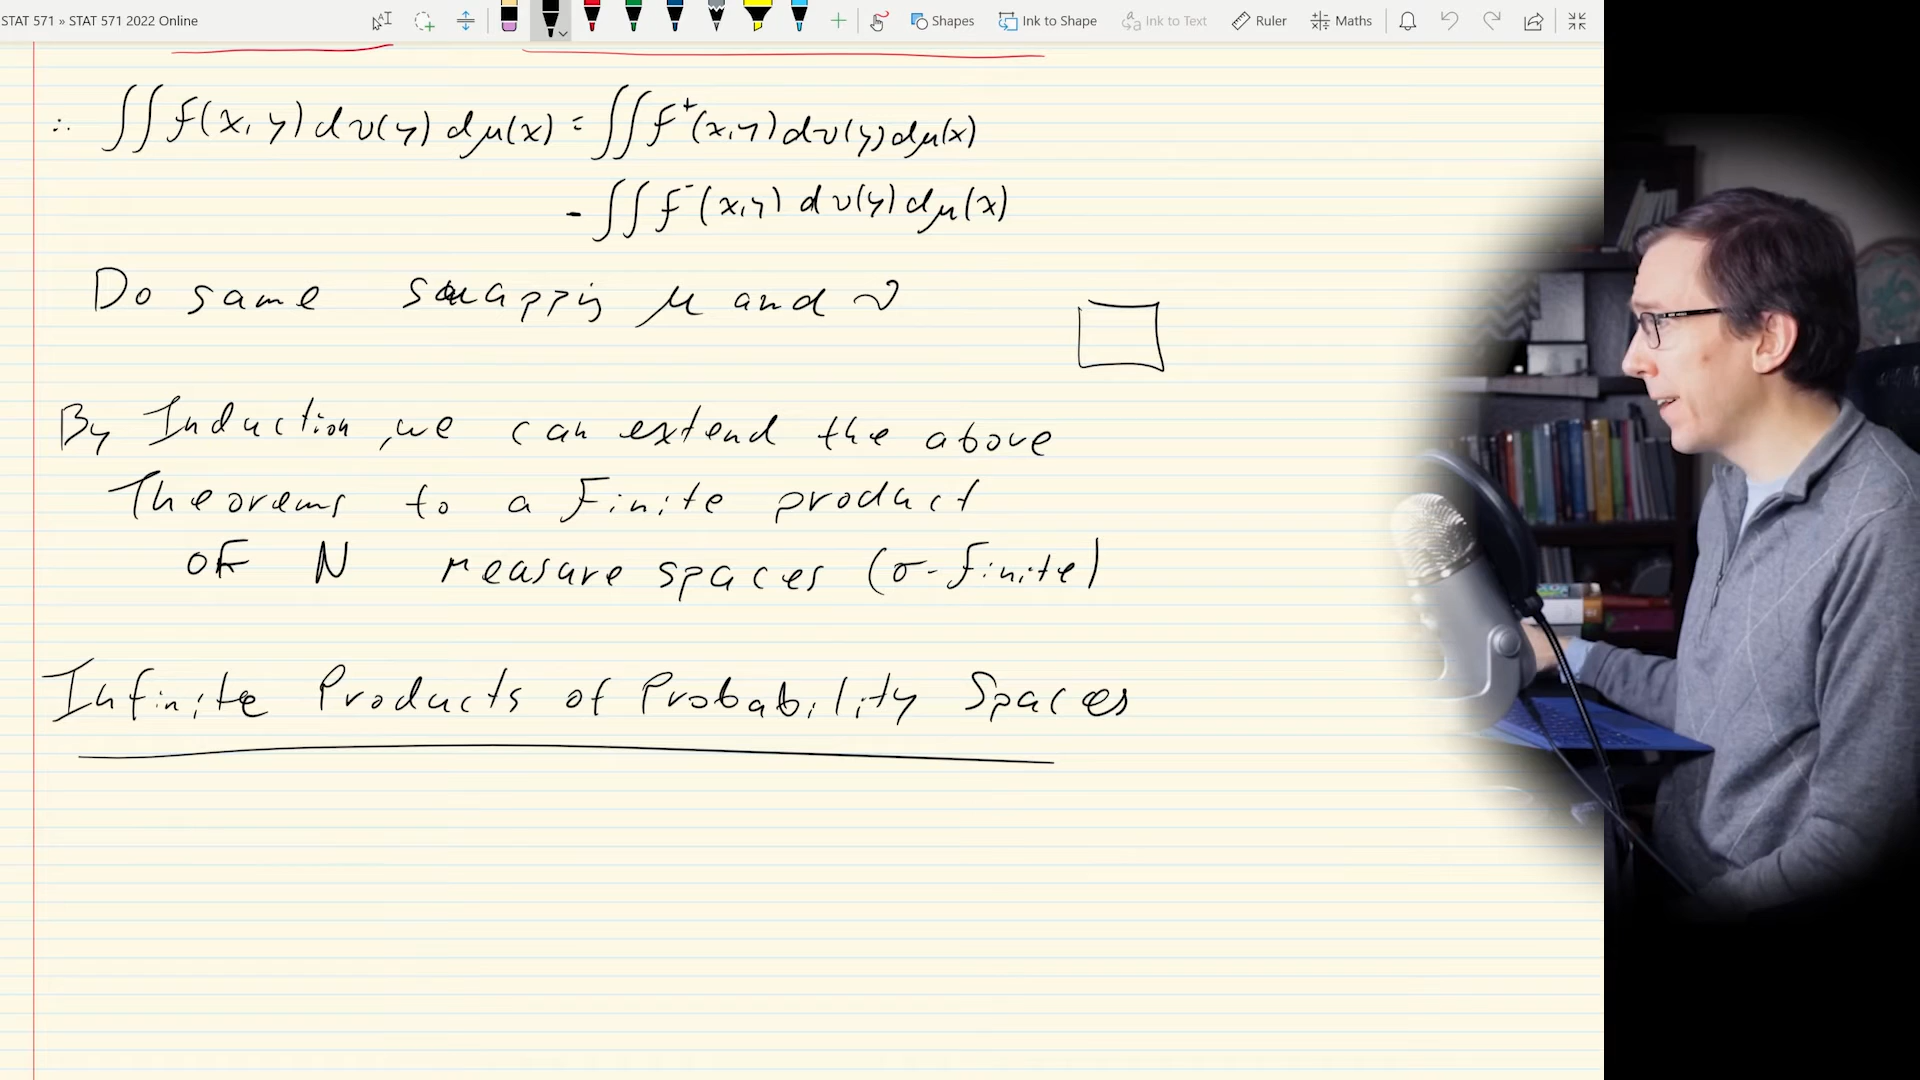 STAT 571 » STAT 571 2022 Online
Shapes
Ink to Shape
Ink to Text
Ruler
Maths
∴ ∫∫ f(x,y) dν(y) dμ(x) = ∫∫ f⁺(x,y) dν(y) dμ(x)
- ∫∫ f⁻(x,y) dν(y) dμ(x)
Do same swapping μ and ν
By Induction, we can extend the above
Theorems to a Finite product
of N measure spaces (σ-finite)
Infinite Products of Probability Spaces